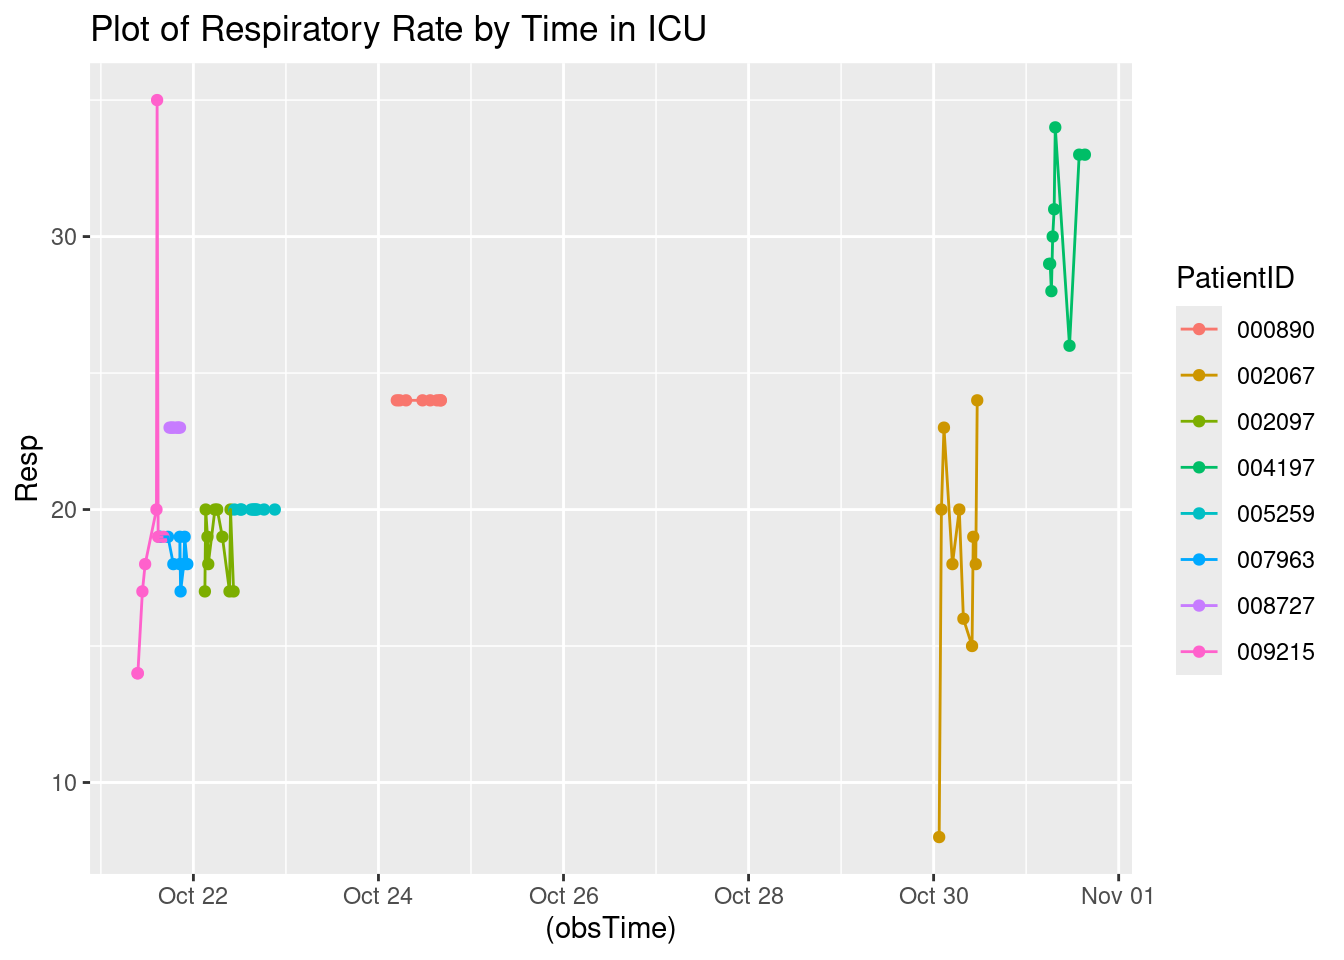 Plot of Respiratory Rate by Time in ICU
Resp
30
20
10
Oct 22 Oct 24 Oct 26 Oct 28 Oct 30 Nov 01
(obsTime)
PatientID
000890
002067
002097
004197
005259
007963
008727
009215